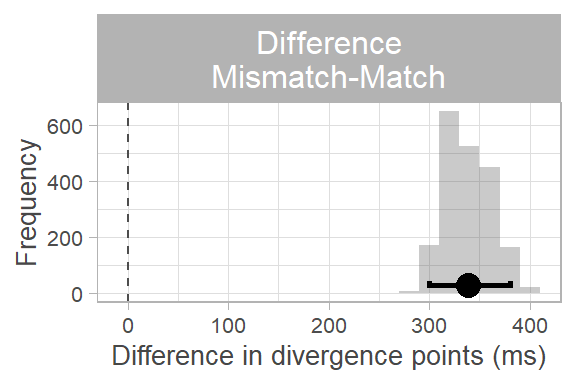 Difference
Mismatch-Match
Frequency
600
400
200
0
0 100 200 300 400
Difference in divergence points (ms)